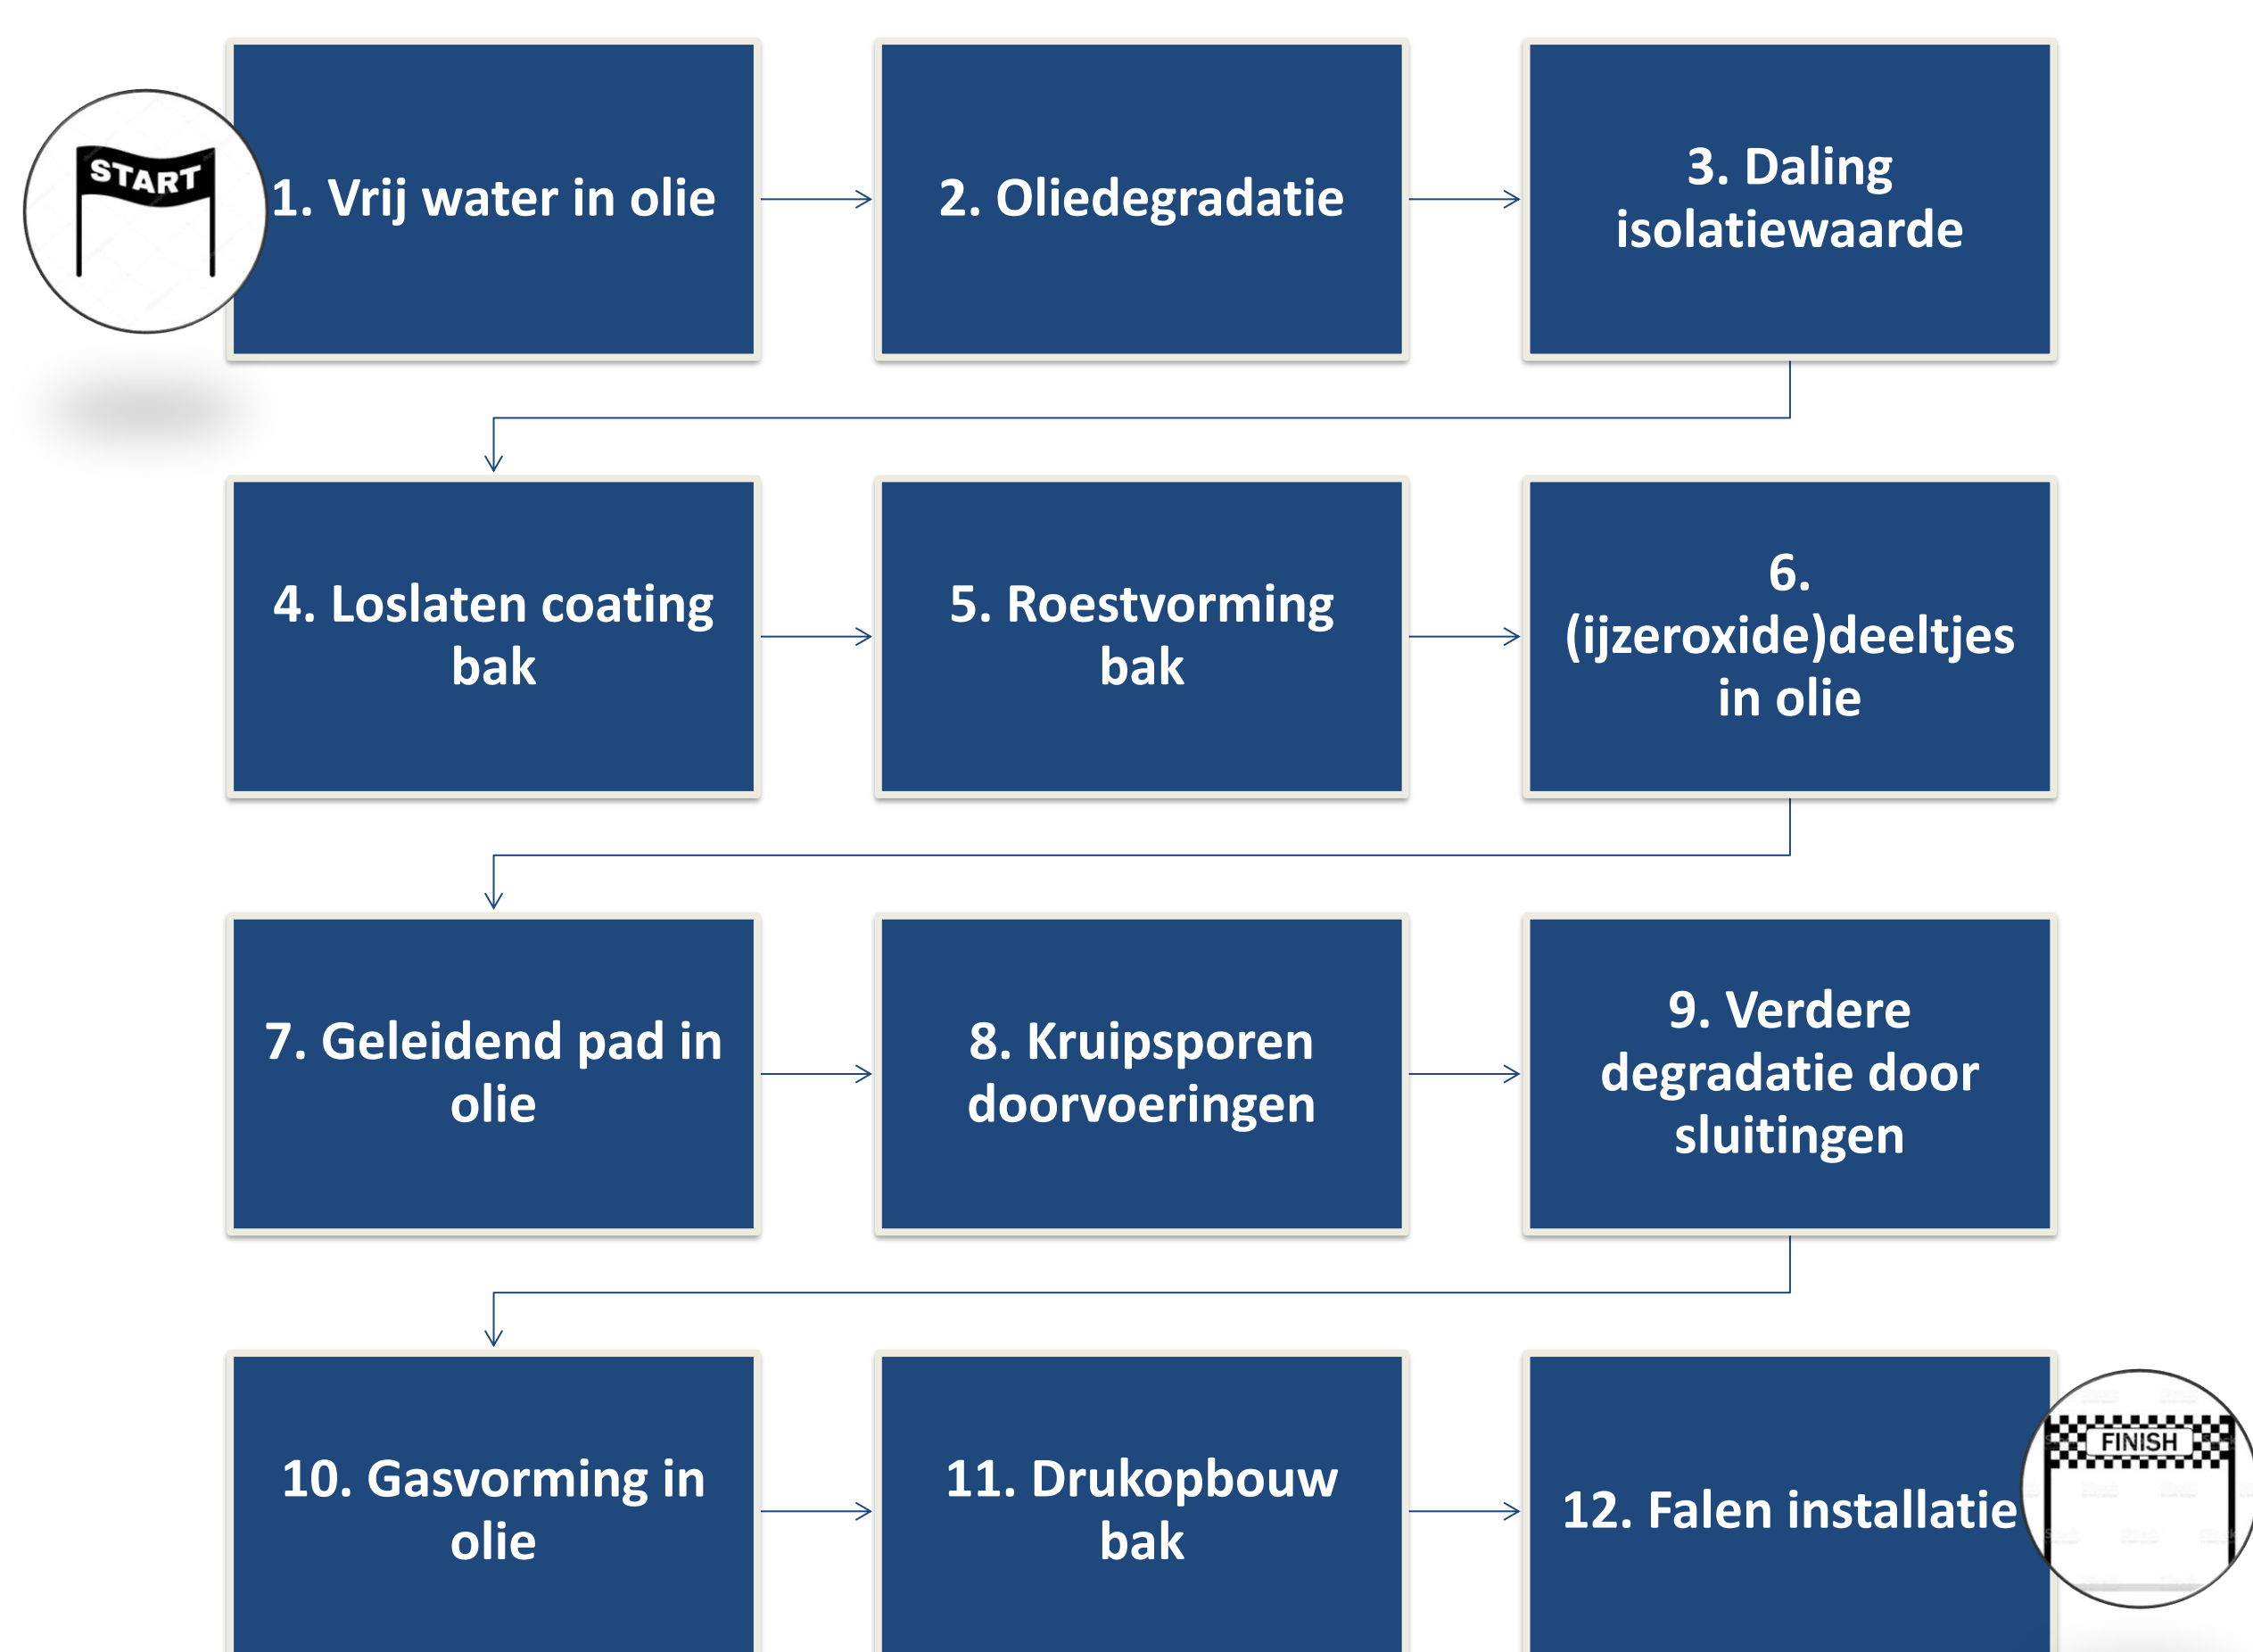 START
1. Vrij water in olie
2. Oliedegradatie
3. Daling
isolatiewaarde
4. Loslaten coating
bak
5. Roestvorming
bak
6.
(ijzeroxide)deeltjes
in olie
7. Geleidend pad in
olie
8. Kruipsporen
doorvoeringen
9. Verdere
degradatie door
sluitingen
10. Gasvorming in
olie
11. Drukopbouw
bak
12. Falen installatie
FINISH